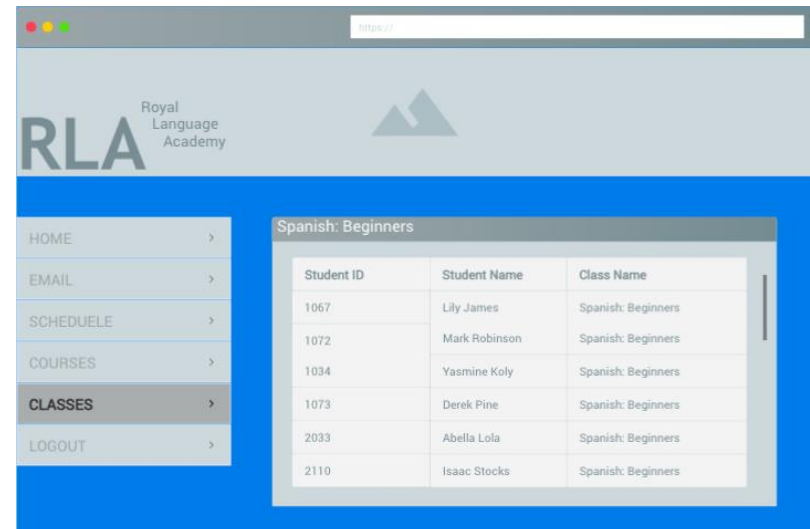 https://
RLA
Royal
Language
Academy
HOME
EMAIL
SCHEDUELE
COURSES
CLASSES
LOGOUT
Spanish: Beginners
Student ID Student Name Class Name
1067 Lily James Spanish: Beginners
1072 Mark Robinson Spanish: Beginners
1034 Yasmine Koly Spanish: Beginners
1073 Derek Pine Spanish: Beginners
2033 Abella Lola Spanish: Beginners
2110 Isaac Stocks Spanish: Beginners